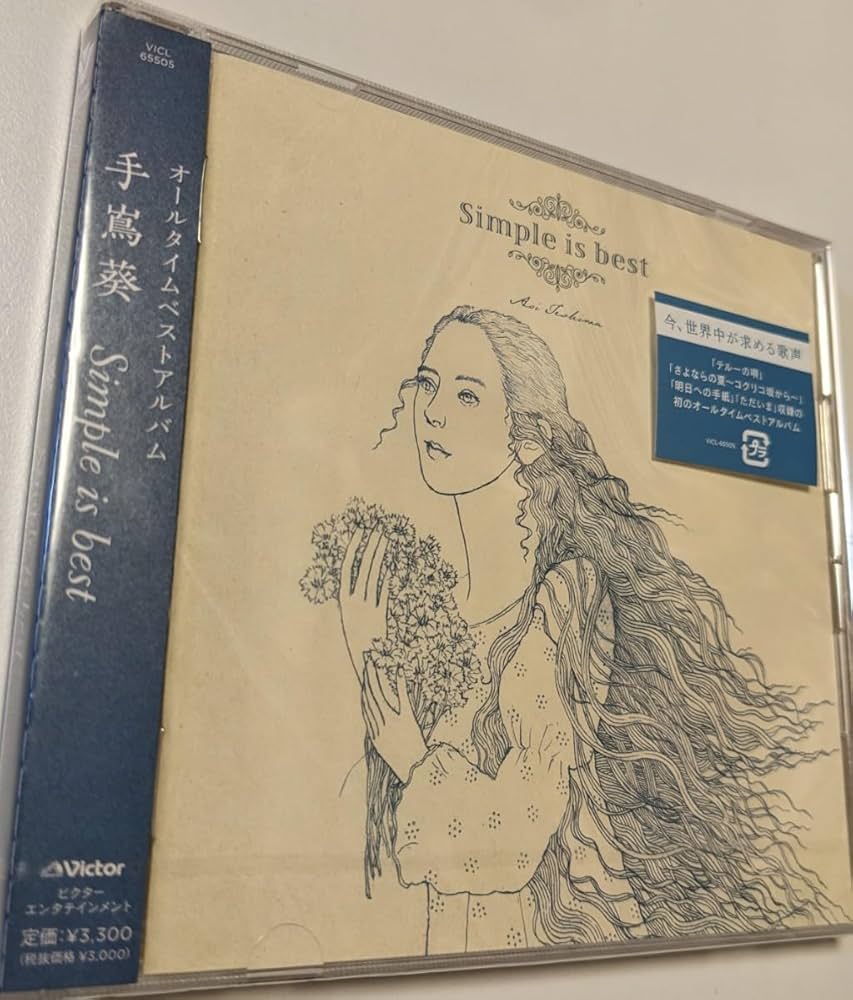 VICL
65505
オールタイムベストアルバム
手嶌葵
Simple is best
Victor
ビクター
エンタテインメント
定価:¥3,300
(税抜価格 ¥3,000)
Simple is best
Aoi Teshima
今、世界中が求める歌声
「テルーの唄」
「さよならの夏~コクリコ坂から~」
「明日への手紙」「ただいま」収録の
初のオールタイムベストアルバム
VICL-65505
プラ